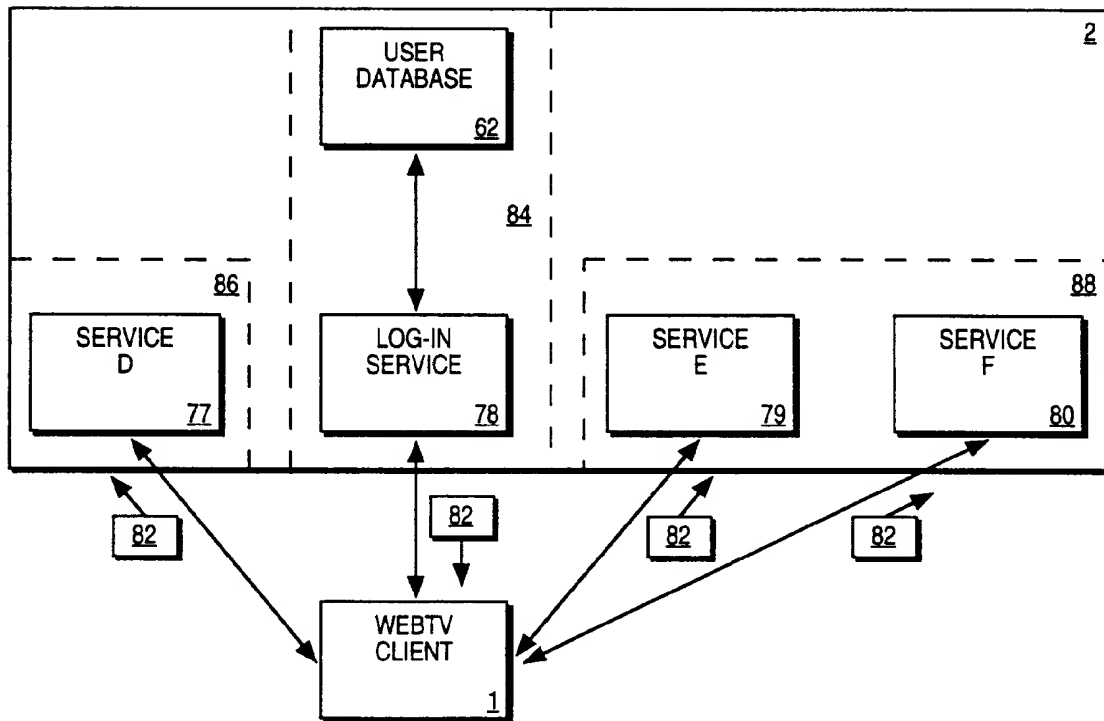 2
USER
DATABASE
62
84
86
88
SERVICE
D
77
LOG-IN
SERVICE
78
SERVICE
E
79
SERVICE
F
80
82
82
82
82
WEBTV
CLIENT
1